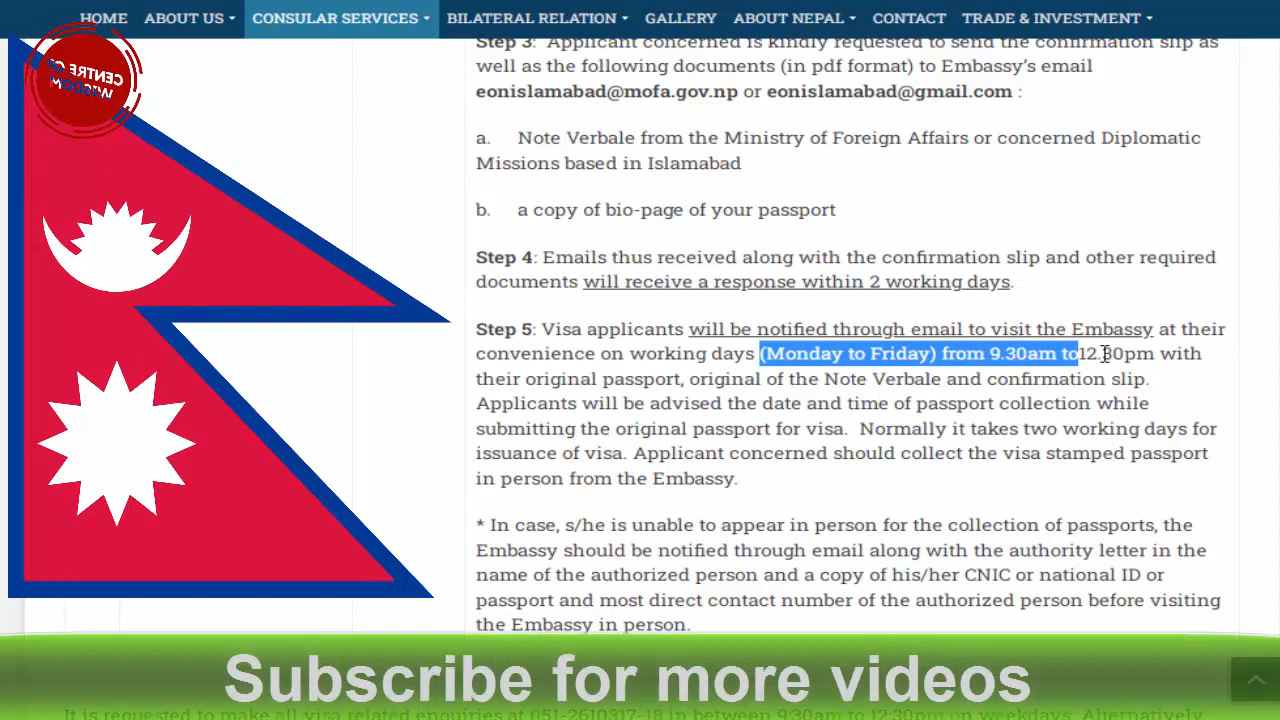 HOME ABOUT US CONSULAR SERVICES BILATERAL RELATION GALLERY ABOUT NEPAL CONTACT TRADE & INVESTMENT
CENTRE OF
WISDOM
Step 3: Applicant concerned is kindly requested to send the confirmation slip as
well as the following documents (in pdf format) to Embassy's email
eonislamabad@mofa.gov.np or eonislamabad@gmail.com :
a. Note Verbale from the Ministry of Foreign Affairs or concerned Diplomatic
Missions based in Islamabad
b. a copy of bio-page of your passport
Step 4: Emails thus received along with the confirmation slip and other required
documents will receive a response within 2 working days.
Step 5: Visa applicants will be notified through email to visit the Embassy at their
convenience on working days (Monday to Friday) from 9.30am to12.30pm with
their original passport, original of the Note Verbale and confirmation slip.
Applicants will be advised the date and time of passport collection while
submitting the original passport for visa. Normally it takes two working days for
issuance of visa. Applicant concerned should collect the visa stamped passport
in person from the Embassy.
* In case, s/he is unable to appear in person for the collection of passports, the
Embassy should be notified through email along with the authority letter in the
name of the authorized person and a copy of his/her CNIC or national ID or
passport and most direct contact number of the authorized person before visiting
the Embassy in person.
Subscribe for more videos
It is requested to make all visa related enquiries at 051-2610317-18 in between 9:30am to 12:30pm on weekdays. Alternatively,